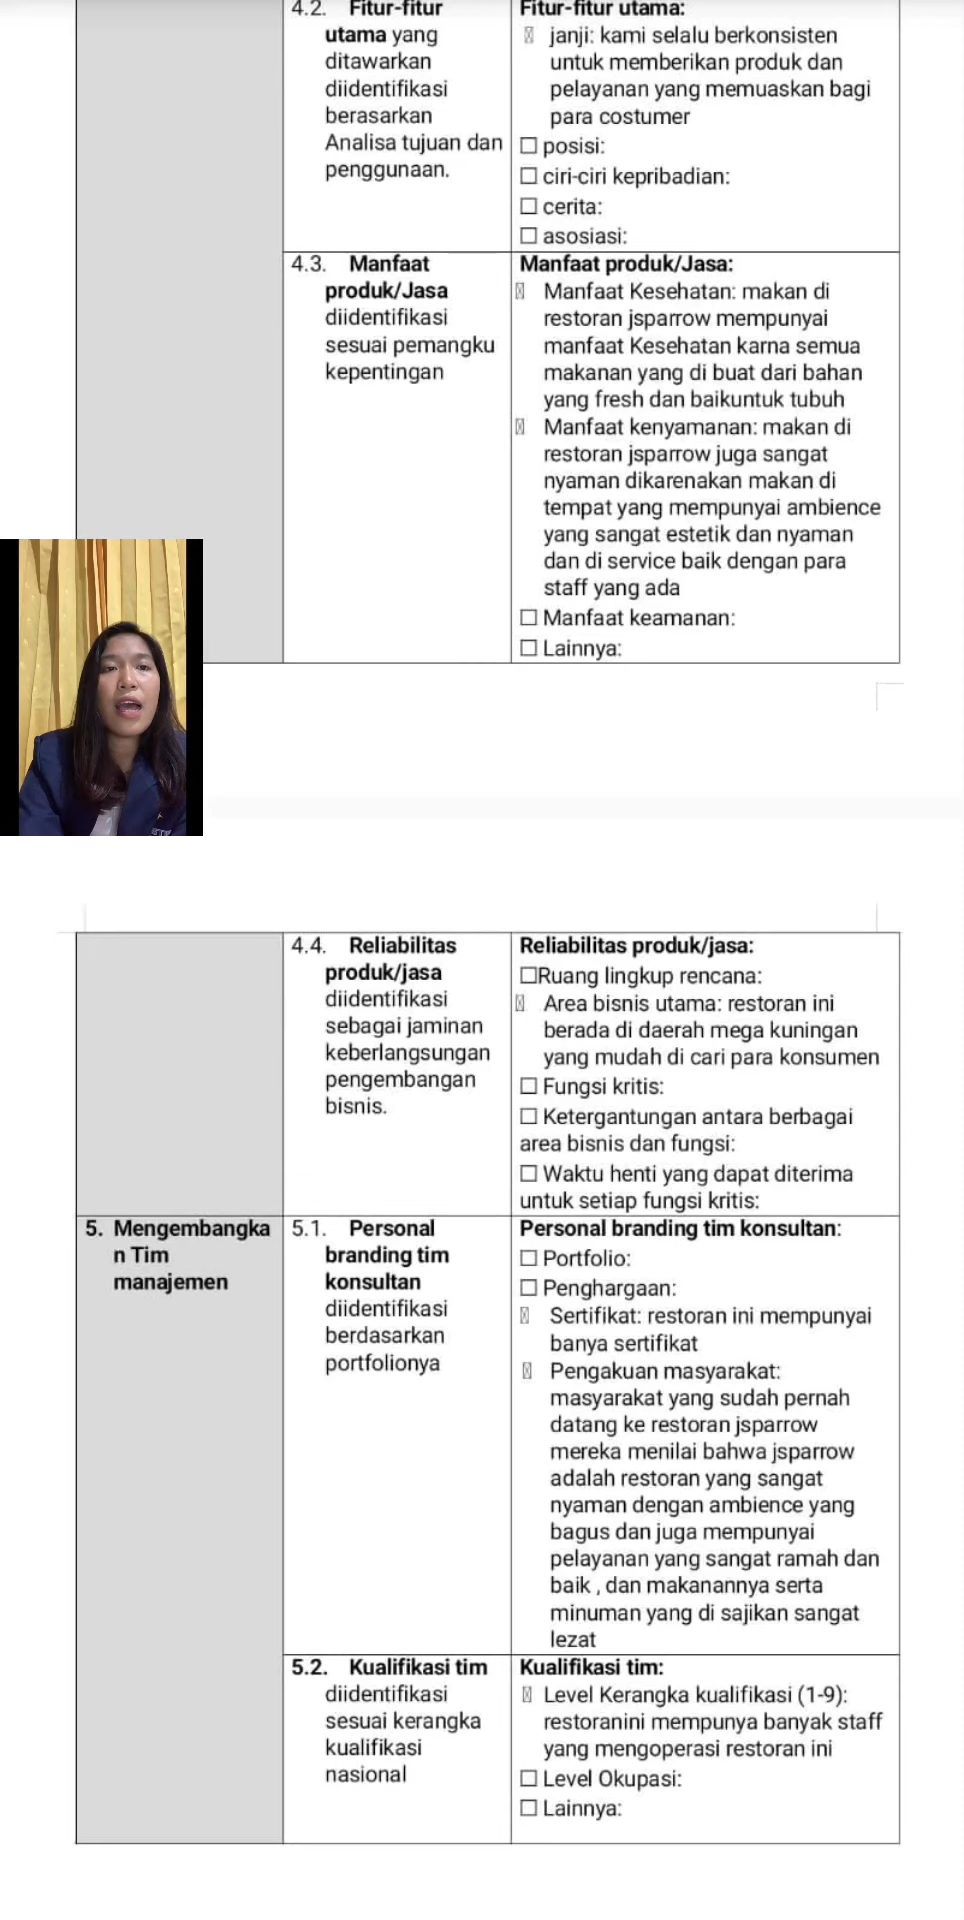 4.2. Fitur-fitur
utama yang
ditawarkan
diidentifikasi
berasarkan
Analisa tujuan dan
penggunaan.
Fitur-fitur utama:
janji: kami selalu berkonsisten
untuk memberikan produk dan
pelayanan yang memuaskan bagi
para costumer
☐ posisi:
☐ ciri-ciri kepribadian:
☐ cerita:
☐ asosiasi:
4.3. Manfaat
produk/Jasa
diidentifikasi
sesuai pemangku
kepentingan
Manfaat produk/Jasa:
Manfaat Kesehatan: makan di
restoran jsparrow mempunyai
manfaat Kesehatan karna semua
makanan yang di buat dari bahan
yang fresh dan baikuntuk tubuh
Manfaat kenyamanan: makan di
restoran jsparrow juga sangat
nyaman dikarenakan makan di
tempat yang mempunyai ambience
yang sangat estetik dan nyaman
dan di service baik dengan para
staff yang ada
☐ Manfaat keamanan:
☐ Lainnya:
4.4. Reliabilitas
produk/jasa
diidentifikasi
sebagai jaminan
keberlangsungan
pengembangan
bisnis.
Reliabilitas produk/jasa:
☐Ruang lingkup rencana:
Area bisnis utama: restoran ini
berada di daerah mega kuningan
yang mudah di cari para konsumen
☐ Fungsi kritis:
☐ Ketergantungan antara berbagai
area bisnis dan fungsi:
☐ Waktu henti yang dapat diterima
untuk setiap fungsi kritis:
5. Mengembangka
n Tim
manajemen
5.1. Personal
branding tim
konsultan
diidentifikasi
berdasarkan
portfolionya
Personal branding tim konsultan:
☐ Portfolio:
☐ Penghargaan:
Sertifikat: restoran ini mempunyai
banya sertifikat
Pengakuan masyarakat:
masyarakat yang sudah pernah
datang ke restoran jsparrow
mereka menilai bahwa jsparrow
adalah restoran yang sangat
nyaman dengan ambience yang
bagus dan juga mempunyai
pelayanan yang sangat ramah dan
baik , dan makanannya serta
minuman yang di sajikan sangat
lezat
5.2. Kualifikasi tim
diidentifikasi
sesuai kerangka
kualifikasi
nasional
Kualifikasi tim:
Level Kerangka kualifikasi (1-9):
restoranini mempunya banyak staff
yang mengoperasi restoran ini
☐ Level Okupasi:
☐ Lainnya: